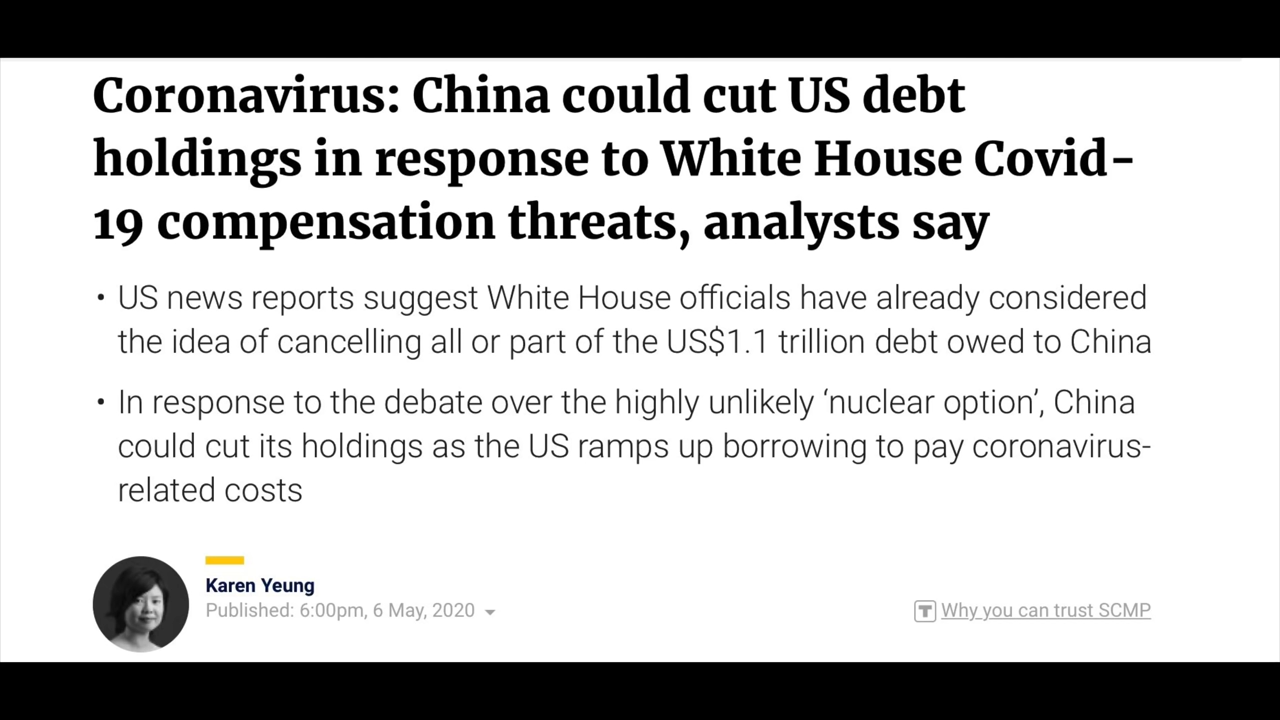 Coronavirus: China could cut US debt
holdings in response to White House Covid-
19 compensation threats, analysts say
• US news reports suggest White House officials have already considered
the idea of cancelling all or part of the US$1.1 trillion debt owed to China
• In response to the debate over the highly unlikely ‘nuclear option’, China
could cut its holdings as the US ramps up borrowing to pay coronavirus-
related costs
Karen Yeung
Published: 6:00pm, 6 May, 2020
T Why you can trust SCMP